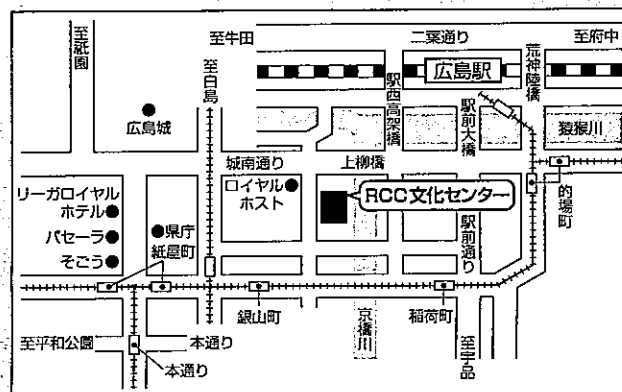 至祇園
至牛田
二葉通り
至府中
至白島
広島駅
荒神陸橋
駅西高架橋
駅前大橋
広島城
猿猴川
城南通り
上柳橋
リーガロイヤル
ホテル
ロイヤル
ホスト
RCC文化センター
的場町
パセーラ
県庁
駅前通り
そごう
紙屋町
銀山町
稲荷町
京橋川
至平和公園
本通り
至宇品
本通り